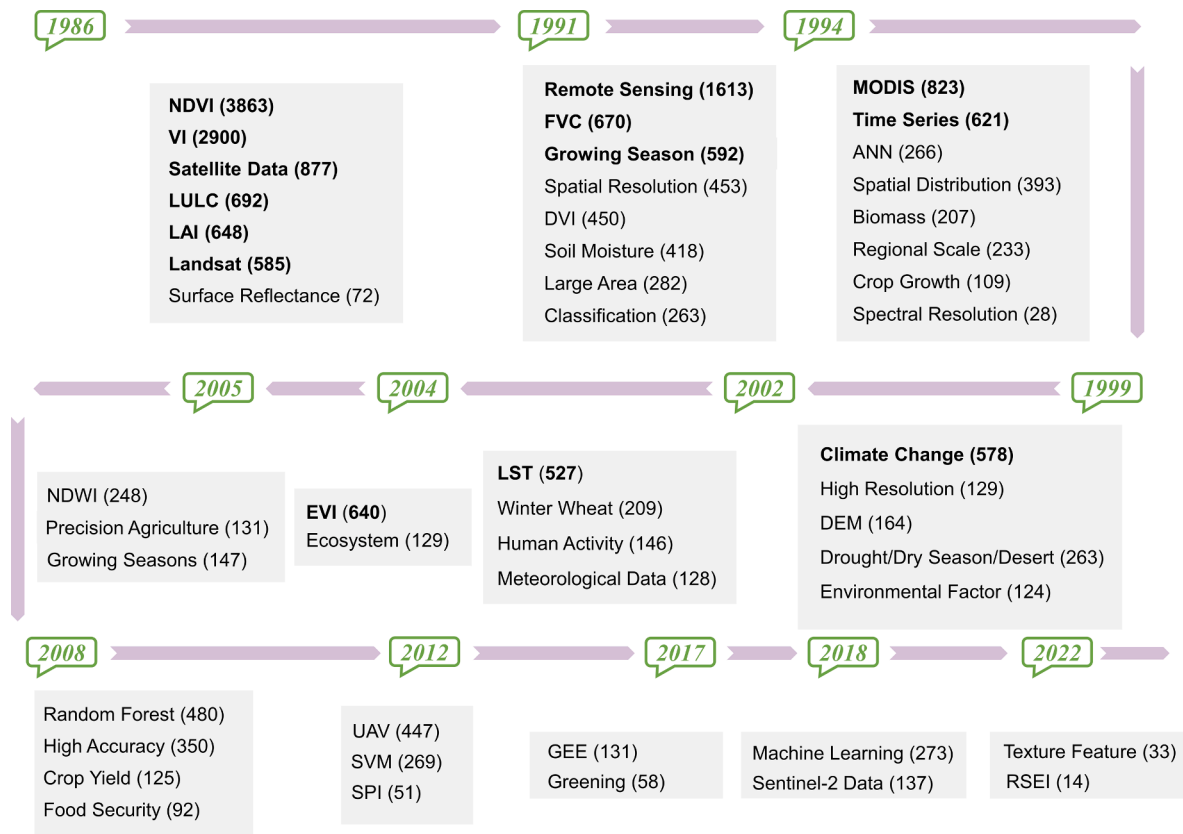 1986
1991
1994
NDVI (3863)
VI (2900)
Satellite Data (877)
LULC (692)
LAI (648)
Landsat (585)
Surface Reflectance (72)
Remote Sensing (1613)
FVC (670)
Growing Season (592)
Spatial Resolution (453)
DVI (450)
Soil Moisture (418)
Large Area (282)
Classification (263)
MODIS (823)
Time Series (621)
ANN (266)
Spatial Distribution (393)
Biomass (207)
Regional Scale (233)
Crop Growth (109)
Spectral Resolution (28)
1999
2002
2004
2005
Climate Change (578)
High Resolution (129)
DEM (164)
Drought/Dry Season/Desert (263)
Environmental Factor (124)
LST (527)
Winter Wheat (209)
Human Activity (146)
Meteorological Data (128)
EVI (640)
Ecosystem (129)
NDWI (248)
Precision Agriculture (131)
Growing Seasons (147)
2008
2012
2017
2018
2022
Random Forest (480)
High Accuracy (350)
Crop Yield (125)
Food Security (92)
UAV (447)
SVM (269)
SPI (51)
GEE (131)
Greening (58)
Machine Learning (273)
Sentinel-2 Data (137)
Texture Feature (33)
RSEI (14)